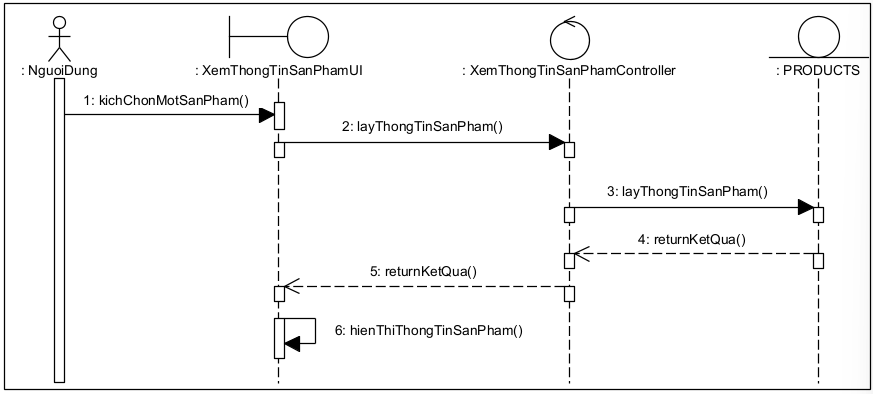 : NguoiDung
: XemThongTinSanPhamUI
: XemThongTinSanPhamController
: PRODUCTS
1: kichChonMotSanPham()
2: layThongTinSanPham()
3: layThongTinSanPham()
4: returnKetQua()
5: returnKetQua()
6: hienThiThongTinSanPham()